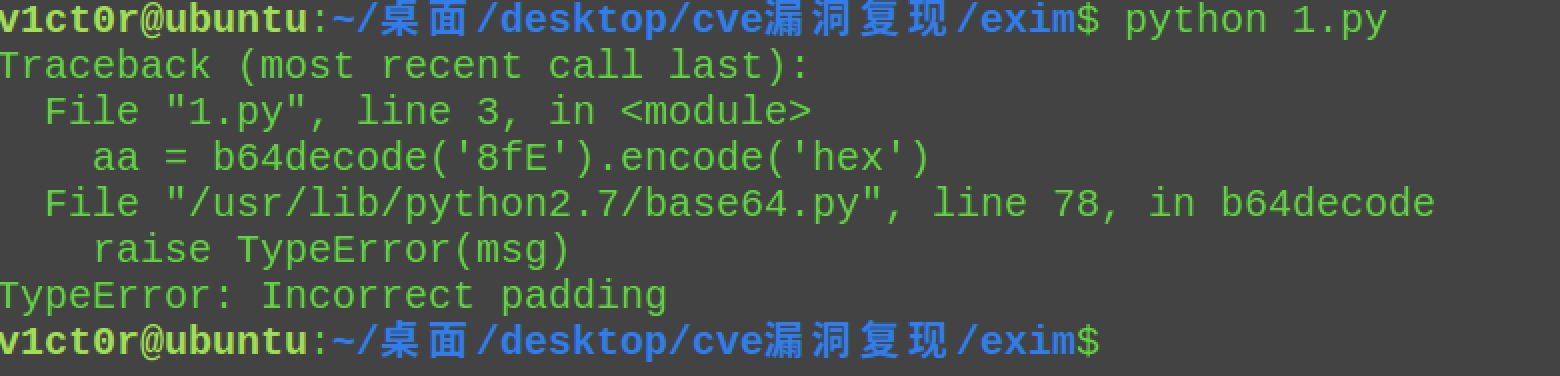 v1ct0r@ubuntu:~/桌面/desktop/cve漏洞复现/exim$ python 1.py
Traceback (most recent call last):
  File "1.py", line 3, in <module>
    aa = b64decode('8fE').encode('hex')
  File "/usr/lib/python2.7/base64.py", line 78, in b64decode
    raise TypeError(msg)
TypeError: Incorrect padding
v1ct0r@ubuntu:~/桌面/desktop/cve漏洞复现/exim$